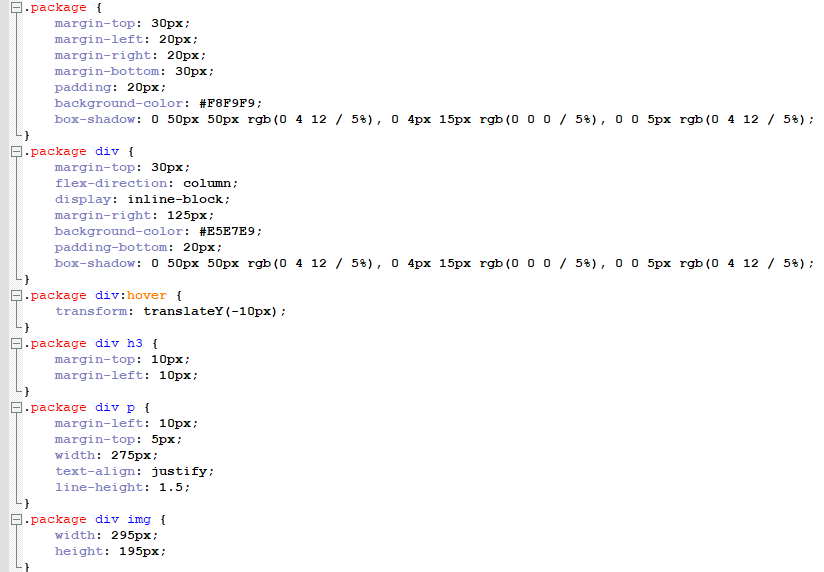 .package {
    margin-top: 30px;
    margin-left: 20px;
    margin-right: 20px;
    margin-bottom: 30px;
    padding: 20px;
    background-color: #F8F9F9;
    box-shadow: 0 50px 50px rgb(0 4 12 / 5%), 0 4px 15px rgb(0 0 0 / 5%), 0 0 5px rgb(0 4 12 / 5%);
}
.package div {
    margin-top: 30px;
    flex-direction: column;
    display: inline-block;
    margin-right: 125px;
    background-color: #E5E7E9;
    padding-bottom: 20px;
    box-shadow: 0 50px 50px rgb(0 4 12 / 5%), 0 4px 15px rgb(0 0 0 / 5%), 0 0 5px rgb(0 4 12 / 5%);
}
.package div:hover {
    transform: translateY(-10px);
}
.package div h3 {
    margin-top: 10px;
    margin-left: 10px;
}
.package div p {
    margin-left: 10px;
    margin-top: 5px;
    width: 275px;
    text-align: justify;
    line-height: 1.5;
}
.package div img {
    width: 295px;
    height: 195px;
}